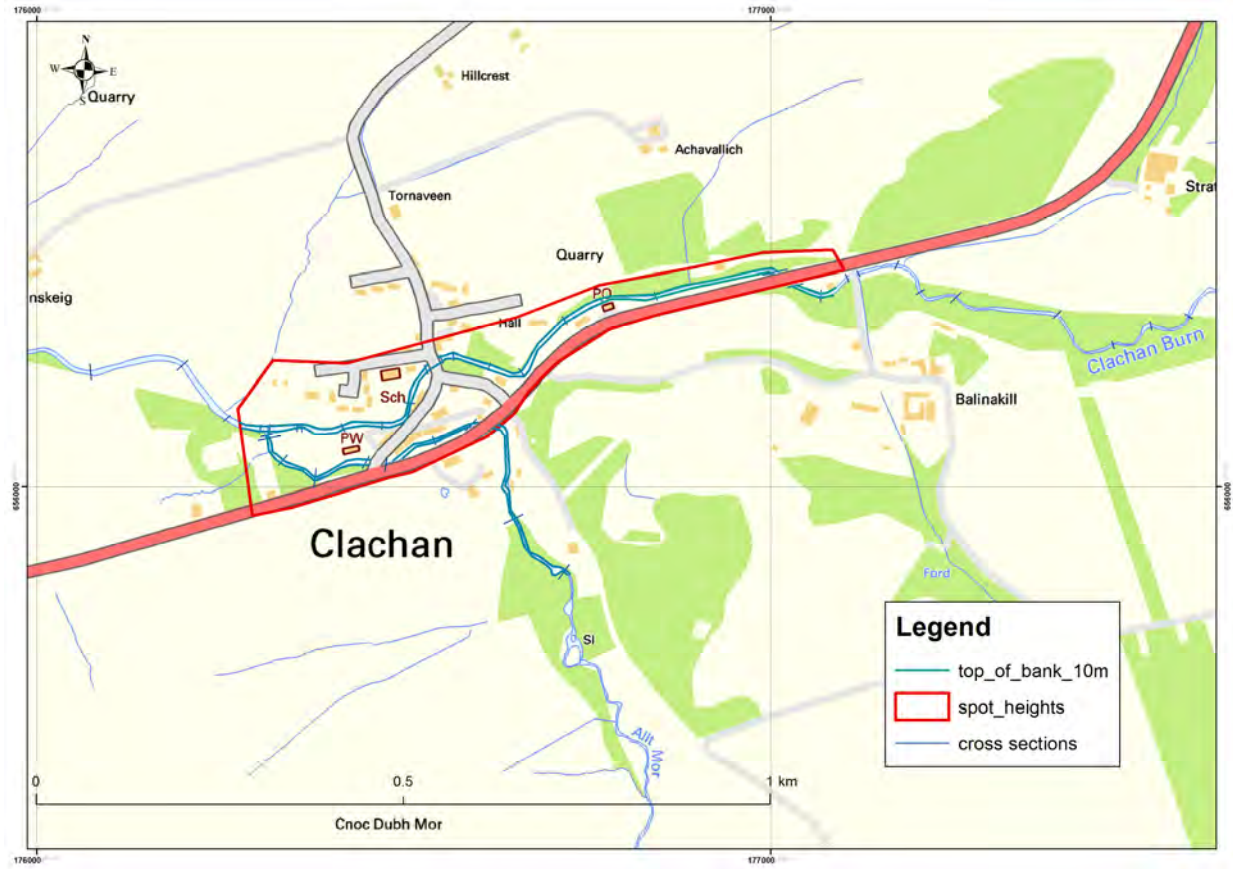 176000
177000
N
W
E
S
Quarry
Hillcrest
Achavallich
Tornaveen
Strat
Quarry
nskeig
PO
Hall
Clachan Burn
Sch
Balinakill
PW
656000
656000
Clachan
Ford
Legend
top_of_bank_10m
spot_heights
cross sections
Sl
Allt Mor
0
0.5
1 km
Cnoc Dubh Mor
176000
177000